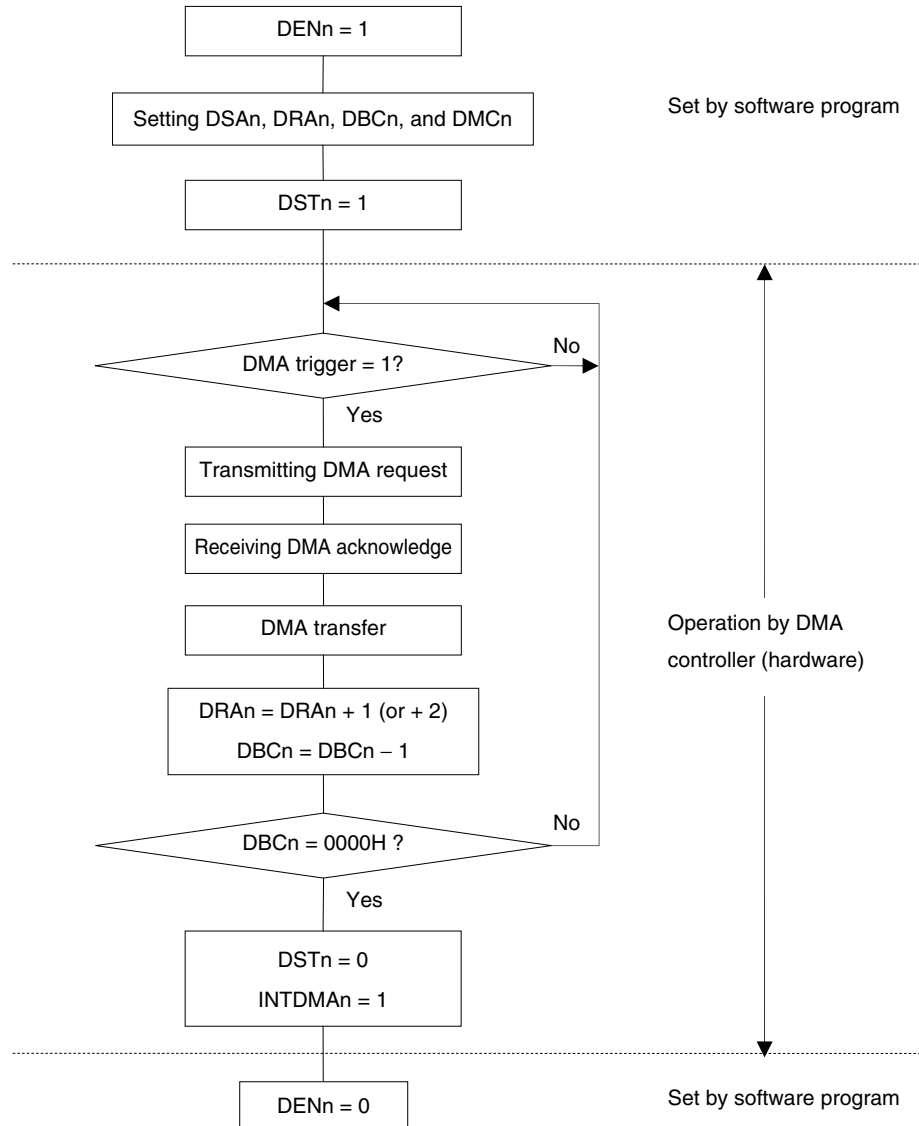 DENn = 1
Setting DSAn, DRAn, DBCn, and DMCn
Set by software program
DSTn = 1
DMA trigger = 1?
No
Yes
Transmitting DMA request
Receiving DMA acknowledge
DMA transfer
Operation by DMA
controller (hardware)
DRAn = DRAn + 1 (or + 2)
DBCn = DBCn − 1
DBCn = 0000H ?
No
Yes
DSTn = 0
INTDMAn = 1
DENn = 0
Set by software program